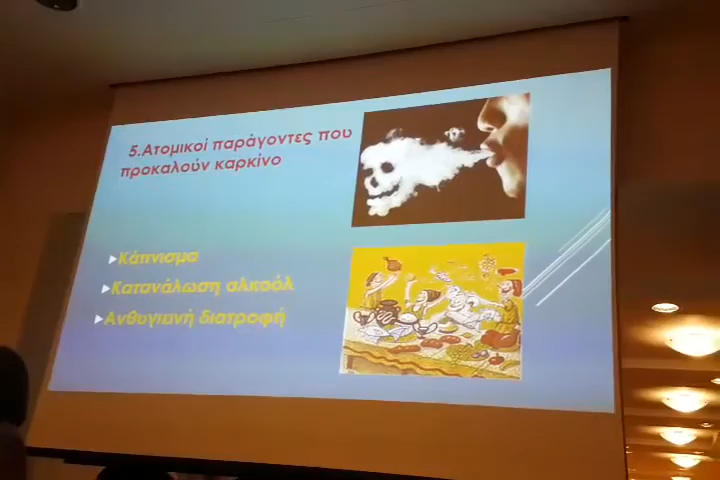 5.Ατομικοί παράγοντες που
προκαλούν καρκίνο
Κάπνισμα
Κατανάλωση αλκοόλ
Ανθυγιεινή διατροφή